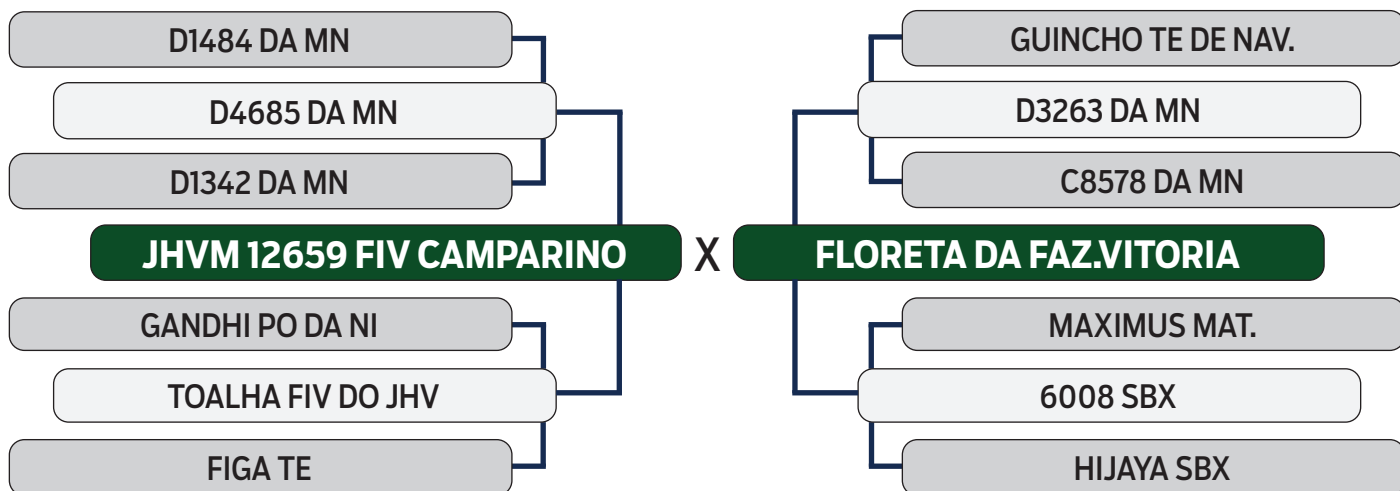 D1484 DA MN
D4685 DA MN
D1342 DA MN
JHVM 12659 FIV CAMPARINO
GANDHI PO DA NI
TOALHA FIV DO JHV
FIGA TE
X
GUINCHO TE DE NAV.
D3263 DA MN
C8578 DA MN
FLORETA DA FAZ.VITORIA
MAXIMUS MAT.
6008 SBX
HIJAYA SBX